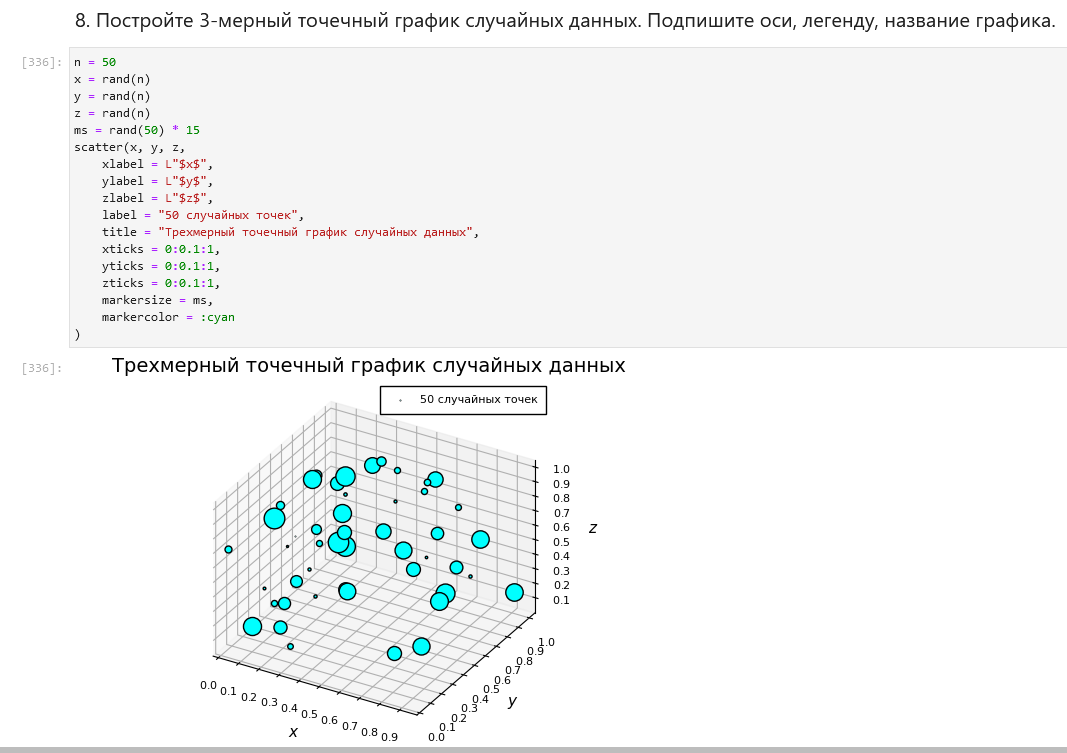 8. Постройте 3-мерный точечный график случайных данных. Подпишите оси, легенду, название графика.
[336]:
n = 50
x = rand(n)
y = rand(n)
z = rand(n)
ms = rand(50) * 15
scatter(x, y, z,
xlabel = L"$x$",
ylabel = L"$y$",
zlabel = L"$z$",
label = "50 случайных точек",
title = "Трехмерный точечный график случайных данных",
xticks = 0:0.1:1,
yticks = 0:0.1:1,
zticks = 0:0.1:1,
markersize = ms,
markercolor = :cyan
)
[336]:
Трехмерный точечный график случайных данных
50 случайных точек
1.0
0.9
0.8
0.7
0.6
0.5
0.4
0.3
0.2
0.1
z
1.0
0.9
0.8
0.7
0.6
0.5
0.4
0.3
0.2
0.1
0.0
y
0.0 0.1 0.2 0.3 0.4 0.5 0.6 0.7 0.8 0.9
x